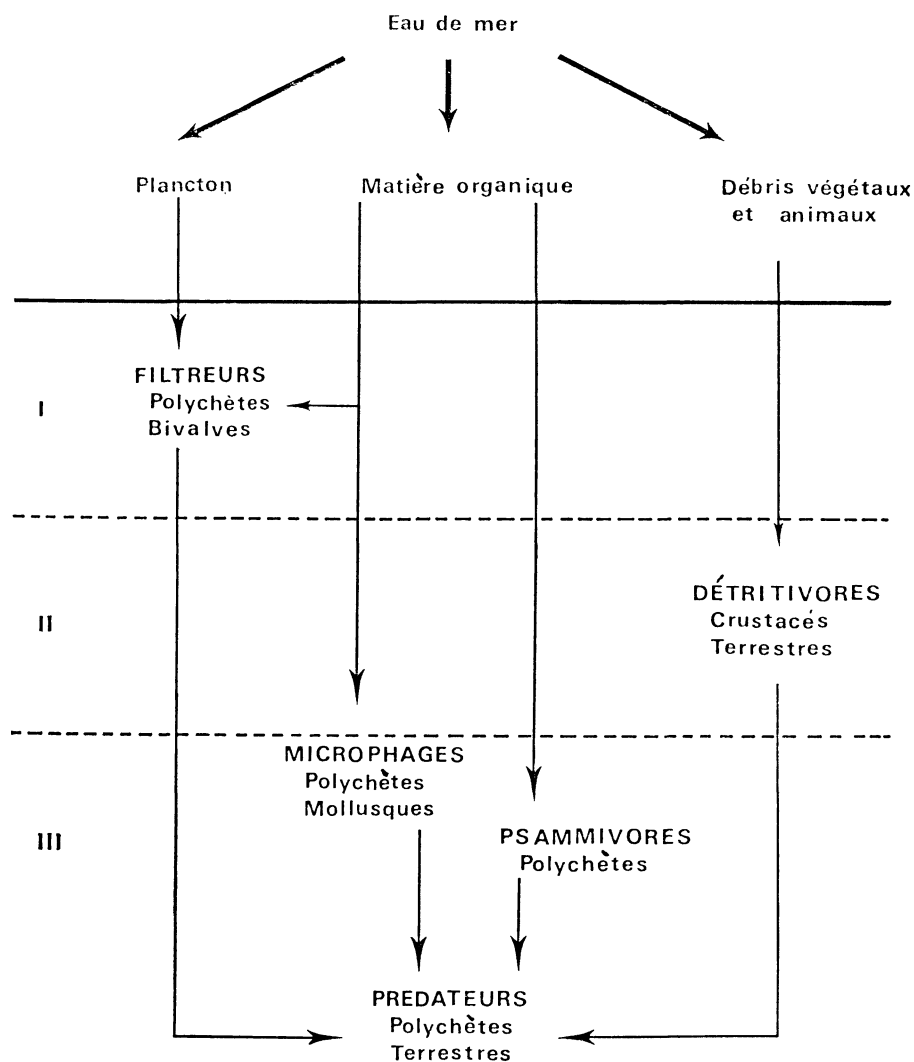 Eau de mer
Plancton
Matière organique
Débris végétaux
et animaux
I
FILTREURS
Polychètes
Bivalves
II
DÉTRITIVORES
Crustacés
Terrestres
III
MICROPHAGES
Polychètes
Mollusques
PSAMMIVORES
Polychètes
PREDATEURS
Polychètes
Terrestres